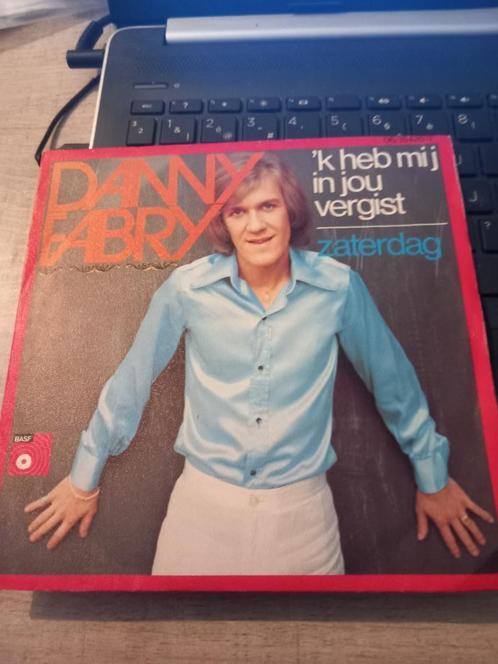 DANNY
FABRY
'k heb mij
in jou
vergist
zaterdag
BASF